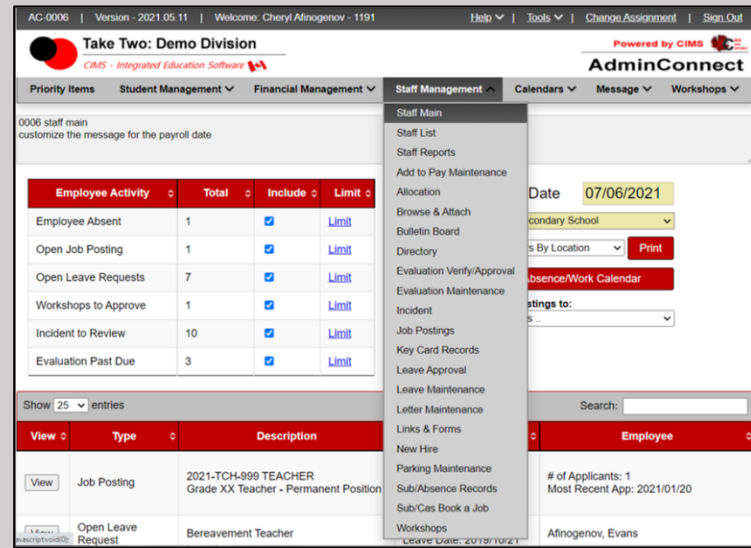 AC-0006 | Version - 2021.05.11 | Welcome: Cheryl Afinogenov - 1191 Help | Tools | Change Assignment | Sign Out
Take Two: Demo Division
CIMS - Integrated Education Software
Powered by CIMS
AdminConnect
Priority Items Student Management Financial Management Staff Management Calendars Message Workshops
0006 staff main
customize the message for the payroll date
Staff Main
Staff List
Staff Reports
Add to Pay Maintenance
Allocation
Browse & Attach
Bulletin Board
Directory
Evaluation Verify/Approval
Evaluation Maintenance
Incident
Job Postings
Key Card Records
Leave Approval
Leave Maintenance
Letter Maintenance
Links & Forms
New Hire
Parking Maintenance
Sub/Absence Records
Sub/Cas Book a Job
Workshops
Employee Activity Total Include Limit
Employee Absent 1 Limit
Open Job Posting 1 Limit
Open Leave Requests 7 Limit
Workshops to Approve 1 Limit
Incident to Review 10 Limit
Evaluation Past Due 3 Limit
Date 07/06/2021
condary School
s By Location Print
bsence/Work Calendar
stings to:
s ..
Show 25 entries Search:
View Type Description Employee
View Job Posting 2021-TCH-999 TEACHER
Grade XX Teacher - Permanent Position
# of Applicants: 1
Most Recent App: 2021/01/20
View Open Leave
Request
Bereavement Teacher
Leave Date: 2019/10/21
Afinogenov, Evans